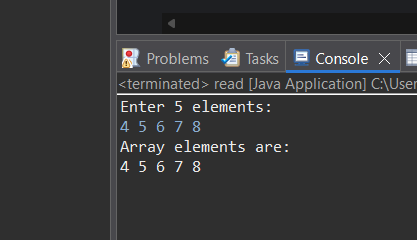 Problems Tasks Console
<terminated> read [Java Application] C:\User
Enter 5 elements:
4 5 6 7 8
Array elements are:
4 5 6 7 8